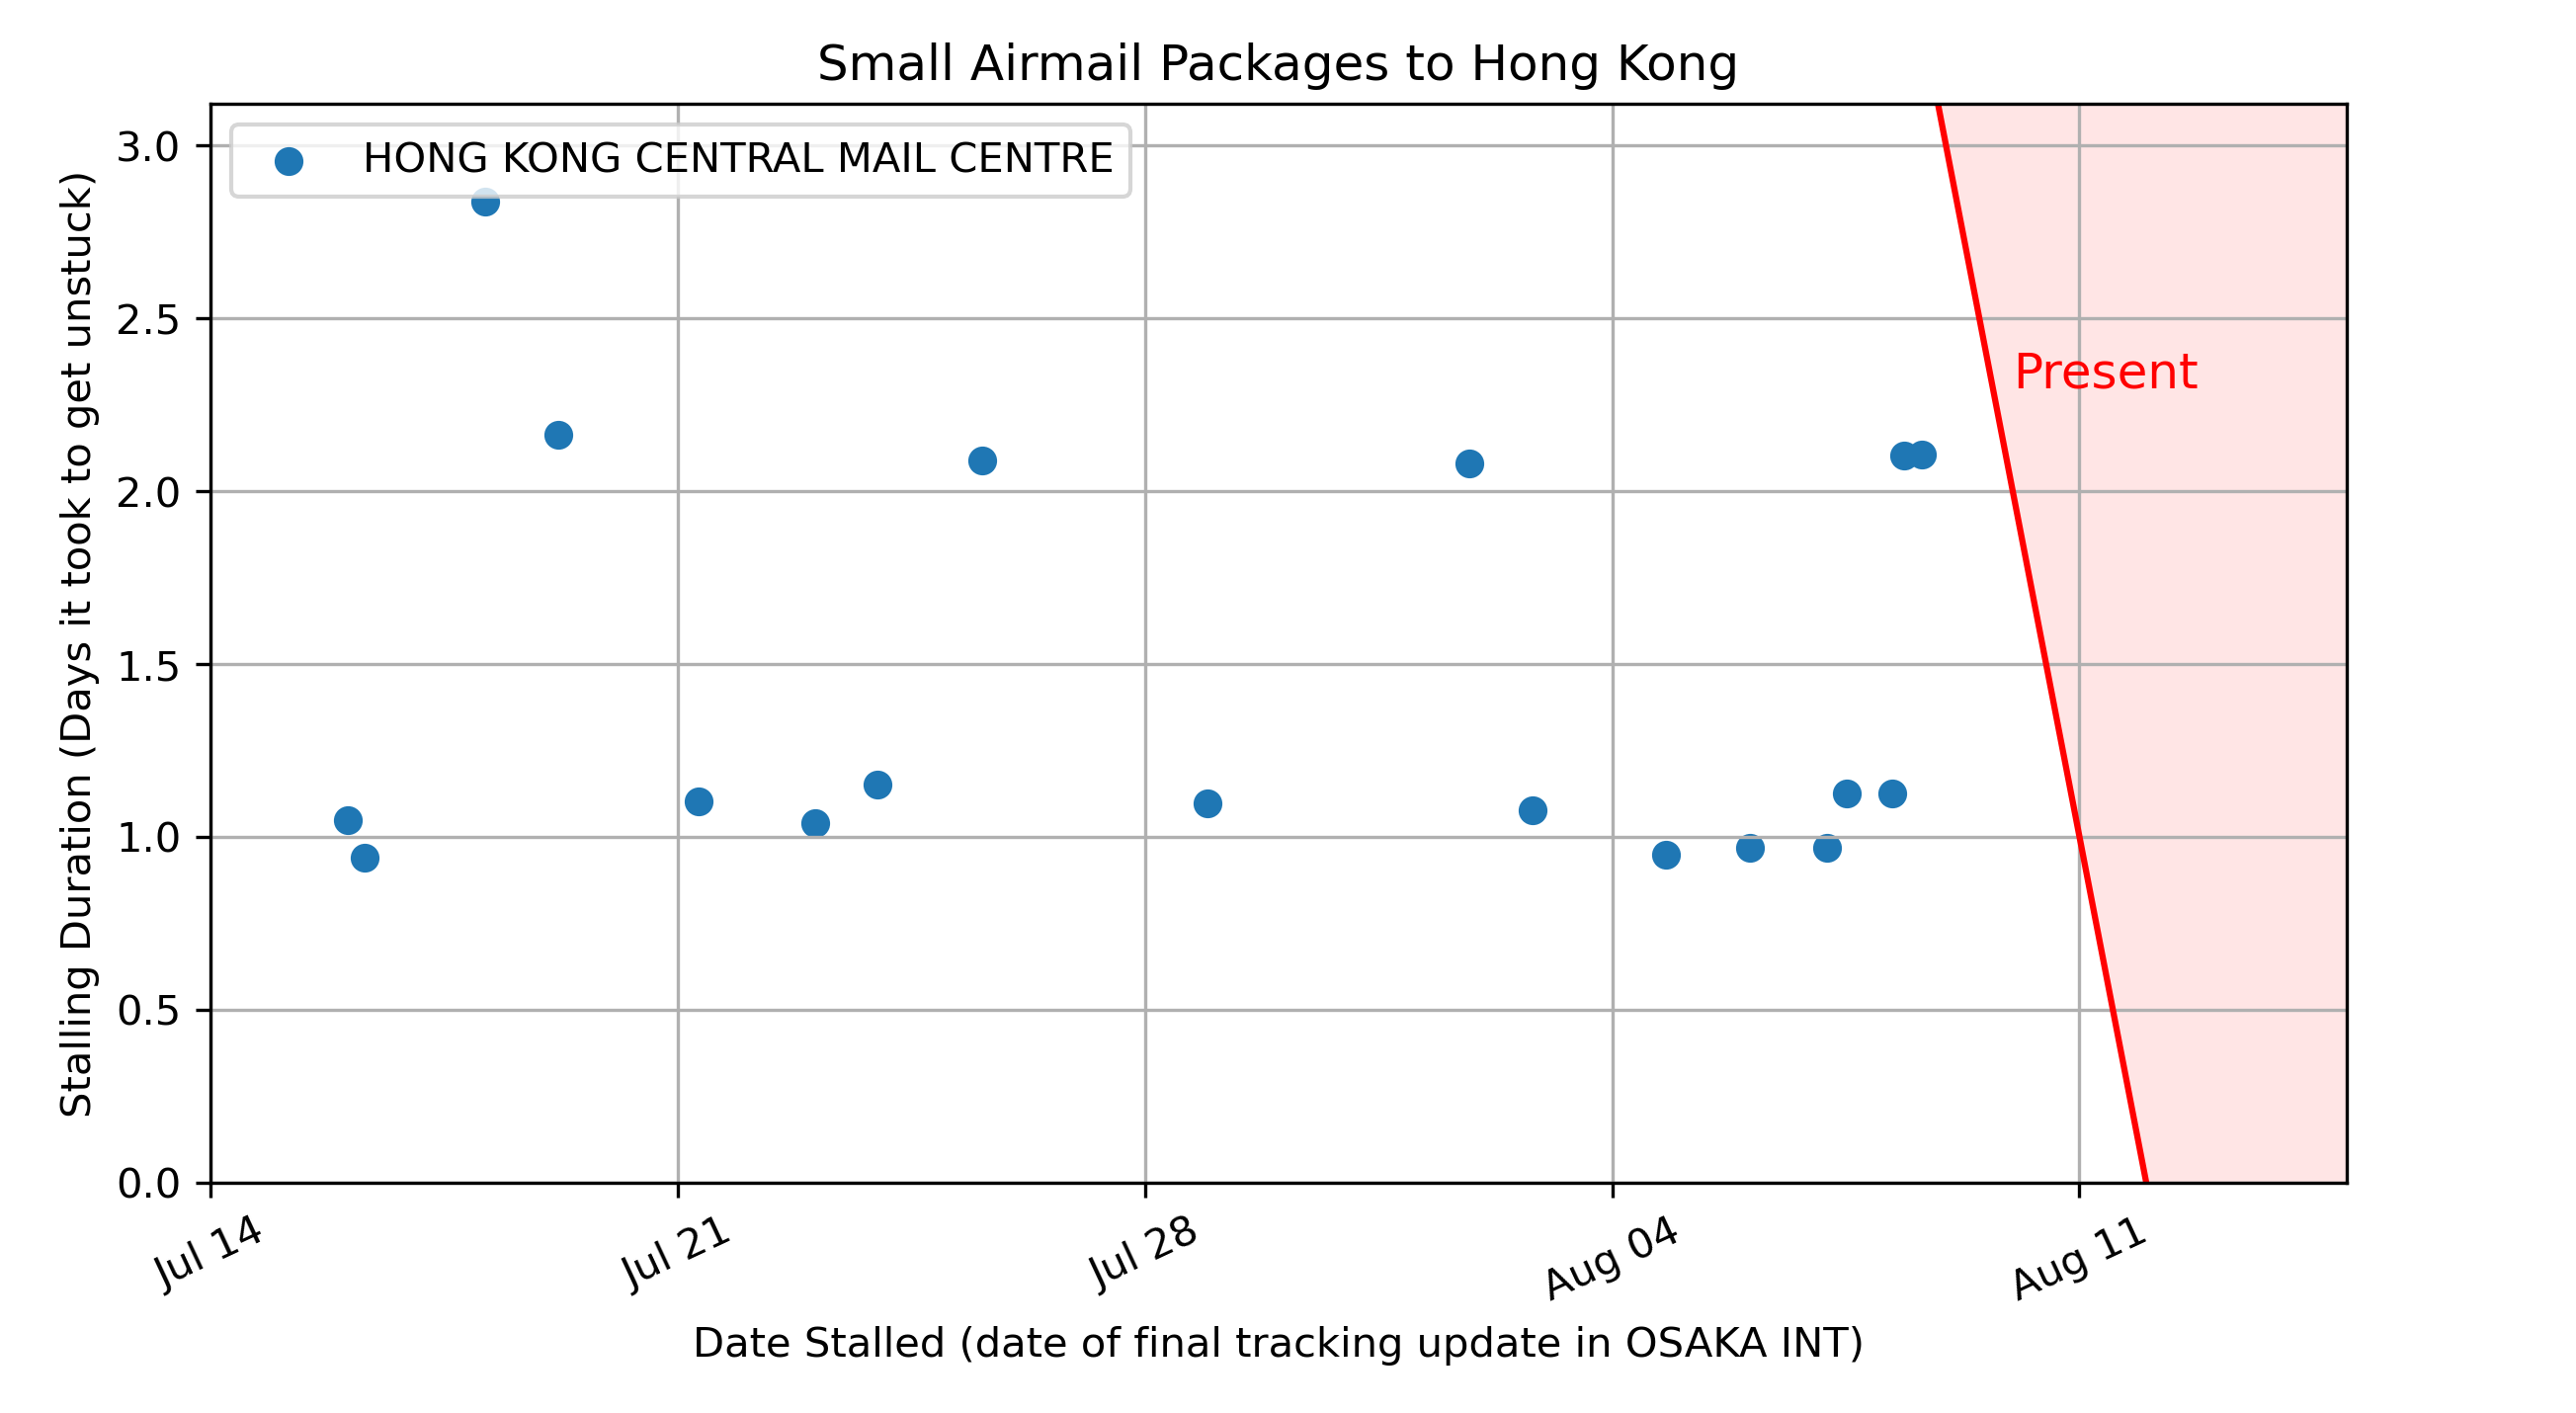 Small Airmail Packages to Hong Kong
HONG KONG CENTRAL MAIL CENTRE
Present
Stalling Duration (Days it took to get unstuck)
3.0
2.5
2.0
1.5
1.0
0.5
0.0
Jul 14
Jul 21
Jul 28
Aug 04
Aug 11
Date Stalled (date of final tracking update in OSAKA INT)